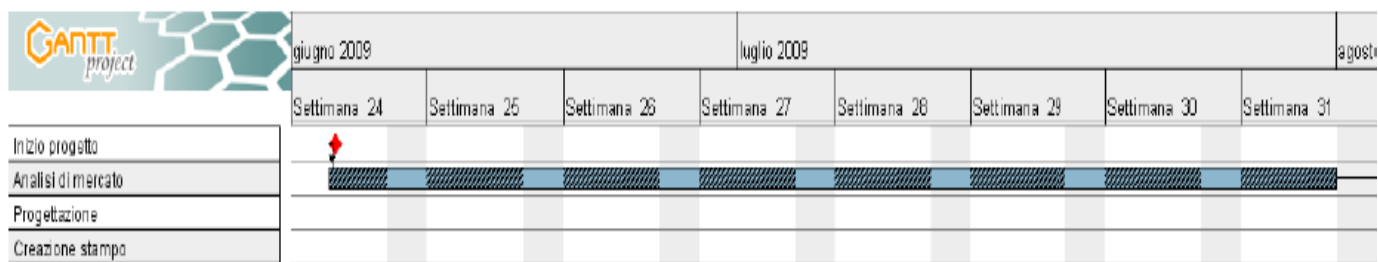 GANTT
project
giugno 2009 luglio 2009 agosto
Settimana 24 Settimana 25 Settimana 26 Settimana 27 Settimana 28 Settimana 29 Settimana 30 Settimana 31
Inizio progetto
Analisi di mercato
Progettazione
Creazione stampo